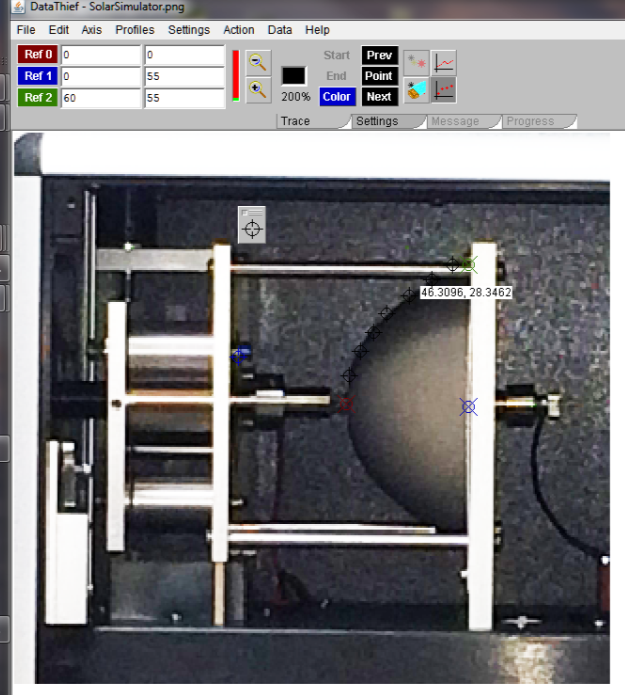 DataThief - SolarSimulator.png
File Edit Axis Profiles Settings Action Data Help
Ref 0 0 0 Start Prev
Ref 1 0 55 End Point
Ref 2 60 55 200% Color Next
Trace Settings Message Progress
46.3096, 28.3462